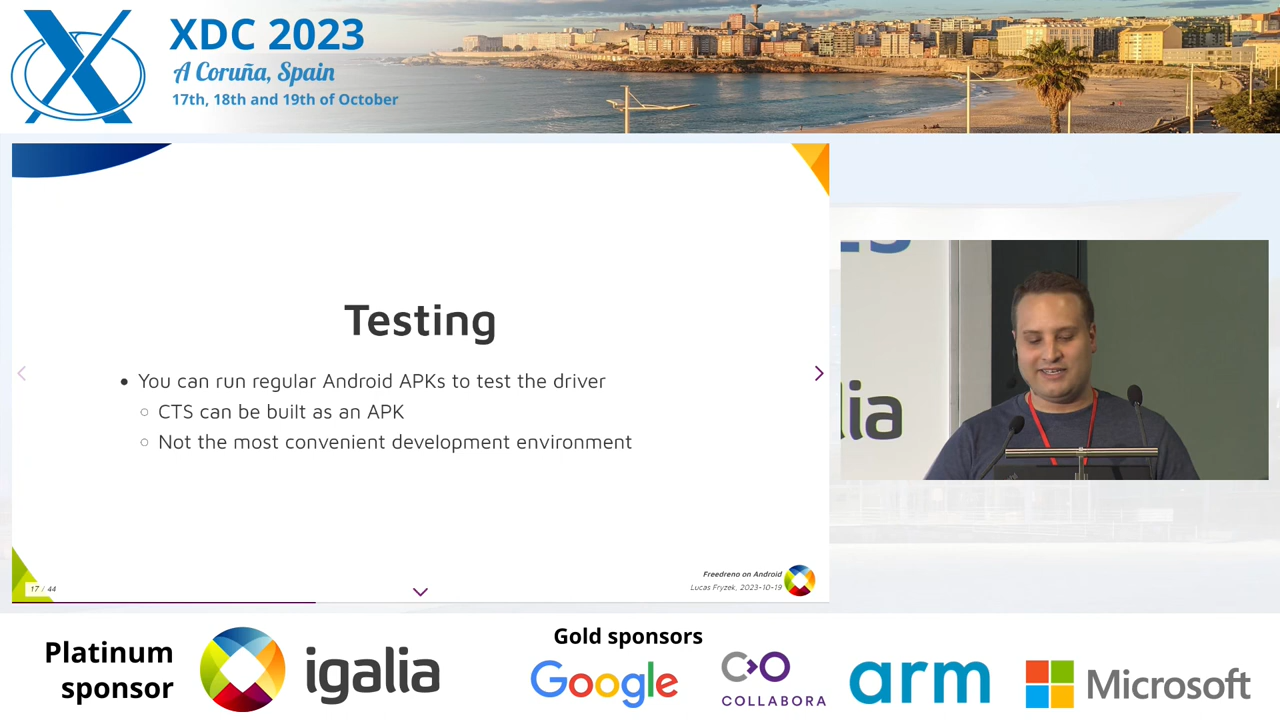 XDC 2023
A Coruña, Spain
17th, 18th and 19th of October
Testing
You can run regular Android APKs to test the driver
CTS can be built as an APK
Not the most convenient development environment
17 / 44
Freedreno on Android
Lucas Fryzek, 2023-10-19
lia
Platinum
sponsor
igalia
Gold sponsors
Google
COLLABORA
arm
Microsoft